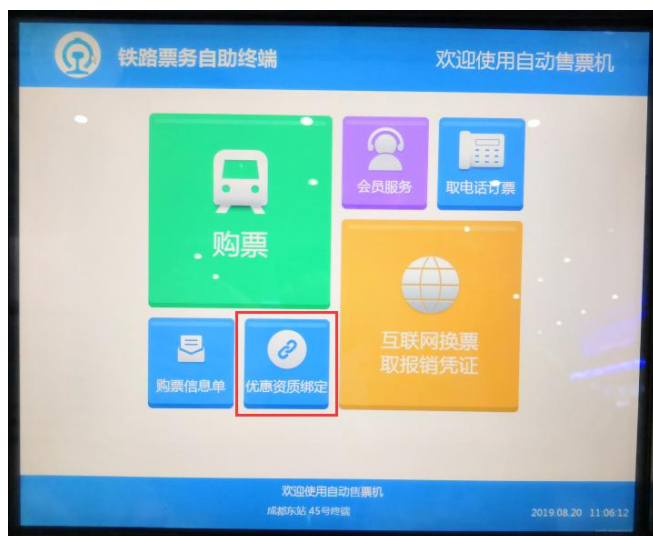 铁路票务自助终端
欢迎使用自动售票机
会员服务
取电话订票
购票
互联网换票
取报销凭证
购票信息单
优惠资质绑定
欢迎使用自动售票机
成都东站 45号终端
2019.08.20 11:06:12